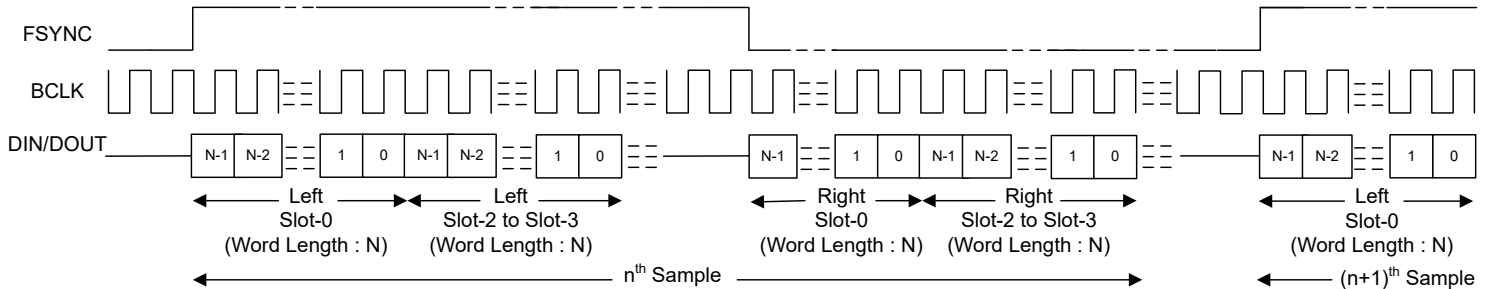 FSYNC
BCLK
DIN/DOUT
N-1 N-2 1 0 N-1 N-2 1 0 N-1 1 0 N-1 N-2 1 0 N-1 N-2 1 0
Left Left Right Right Left
Slot-0 Slot-2 to Slot-3 Slot-0 Slot-2 to Slot-3 Slot-0
(Word Length : N) (Word Length : N) (Word Length : N) (Word Length : N) (Word Length : N)
nth Sample (n+1)th Sample